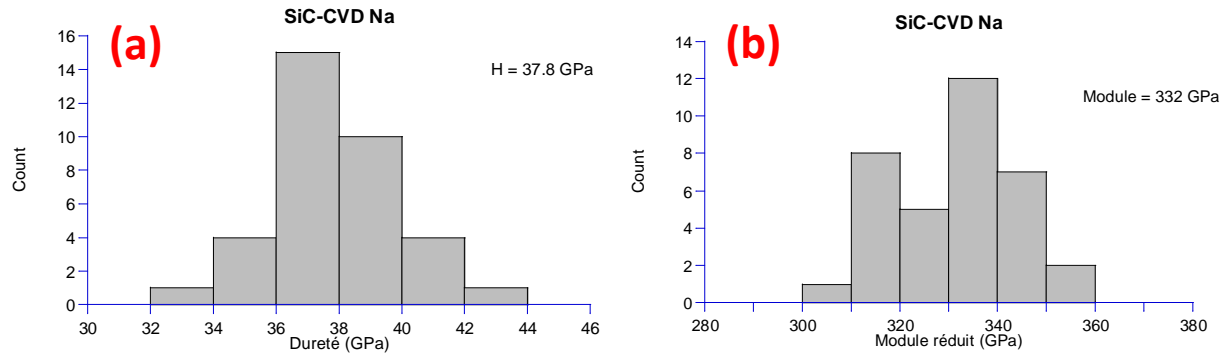 (a)
SiC-CVD Na
H = 37.8 GPa
Count
16
14
12
10
8
6
4
2
0
30 32 34 36 38 40 42 44 46
Dureté (GPa)
(b)
SiC-CVD Na
Module = 332 GPa
Count
14
12
10
8
6
4
2
0
280 300 320 340 360 380
Module réduit (GPa)